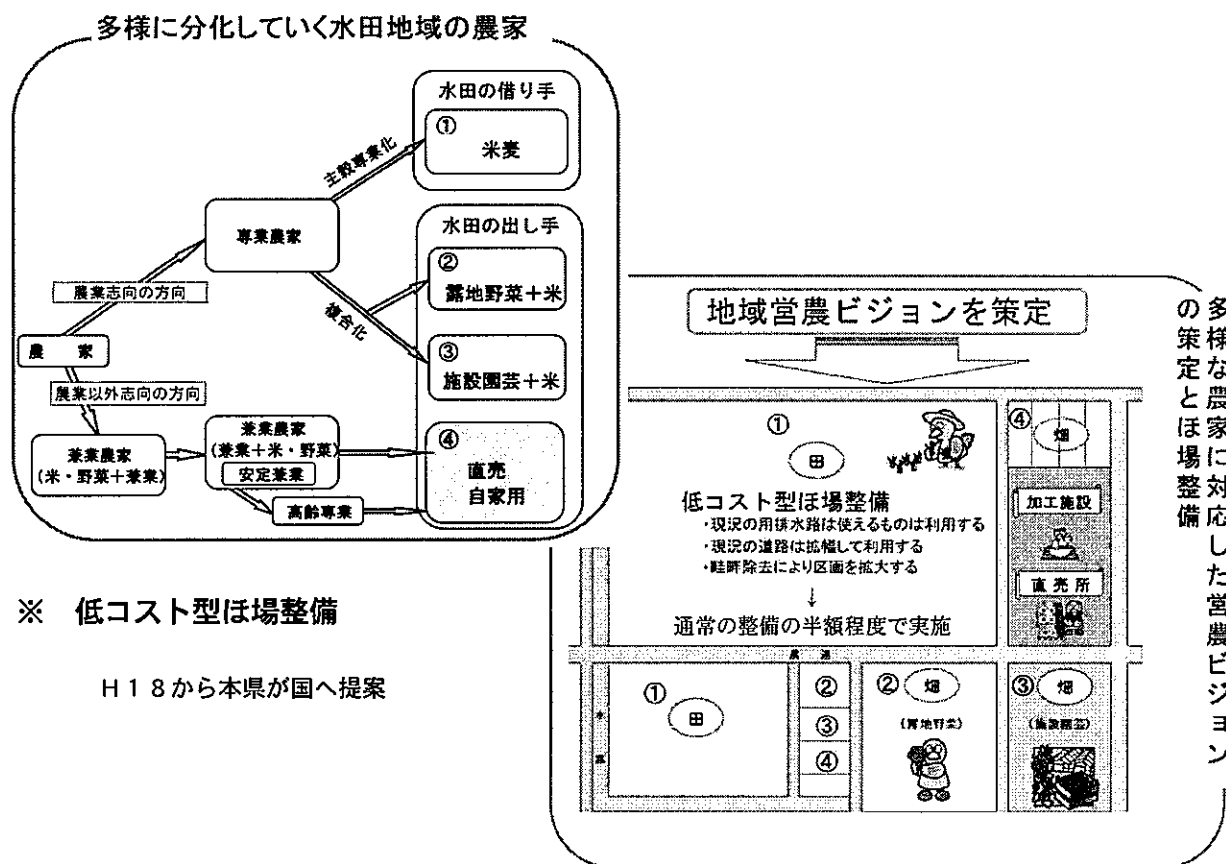 多様に分化していく水田地域の農家
水田の借り手
①
米麦
主穀専業化
専業農家
水田の出し手
②
露地野菜+米
複合化
③
施設園芸+米
農業志向の方向
農　家
農業以外志向の方向
兼業農家
(米・野菜+兼業)
兼業農家
(兼業+米・野菜)
安定兼業
高齢専業
④
直売
自家用
※　低コスト型ほ場整備
H18から本県が国へ提案
多様な農家に対応した営農ビジョン
の策定とほ場整備
地域営農ビジョンを策定
①
田
低コスト型ほ場整備
・現況の用排水路は使えるものは利用する
・現況の道路は拡幅して利用する
・畦畔除去により区画を拡大する
↓
通常の整備の半額程度で実施
④
畑
加工施設
直売所
農道
水路
①
田
②
③
④
②
畑
(露地野菜)
③
畑
(施設園芸)